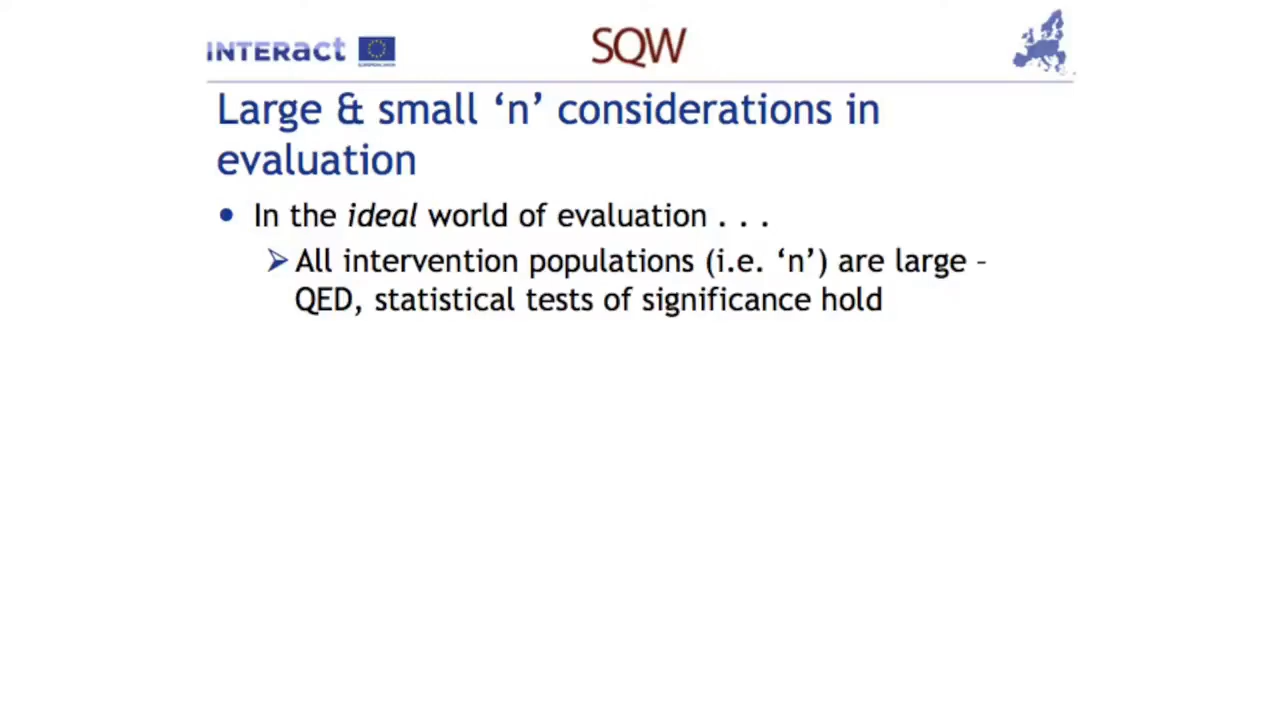 INTERact
SQW
Large & small ‘n’ considerations in
evaluation
• In the ideal world of evaluation . . .
➢ All intervention populations (i.e. ‘n’) are large –
QED, statistical tests of significance hold